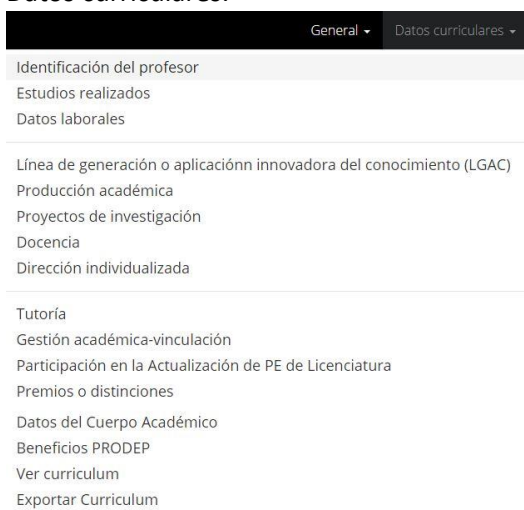 General
Datos curriculares
Identificación del profesor
Estudios realizados
Datos laborales
Línea de generación o aplicaciónn innovadora del conocimiento (LGAC)
Producción académica
Proyectos de investigación
Docencia
Dirección individualizada
Tutoría
Gestión académica-vinculación
Participación en la Actualización de PE de Licenciatura
Premios o distinciones
Datos del Cuerpo Académico
Beneficios PRODEP
Ver curriculum
Exportar Curriculum